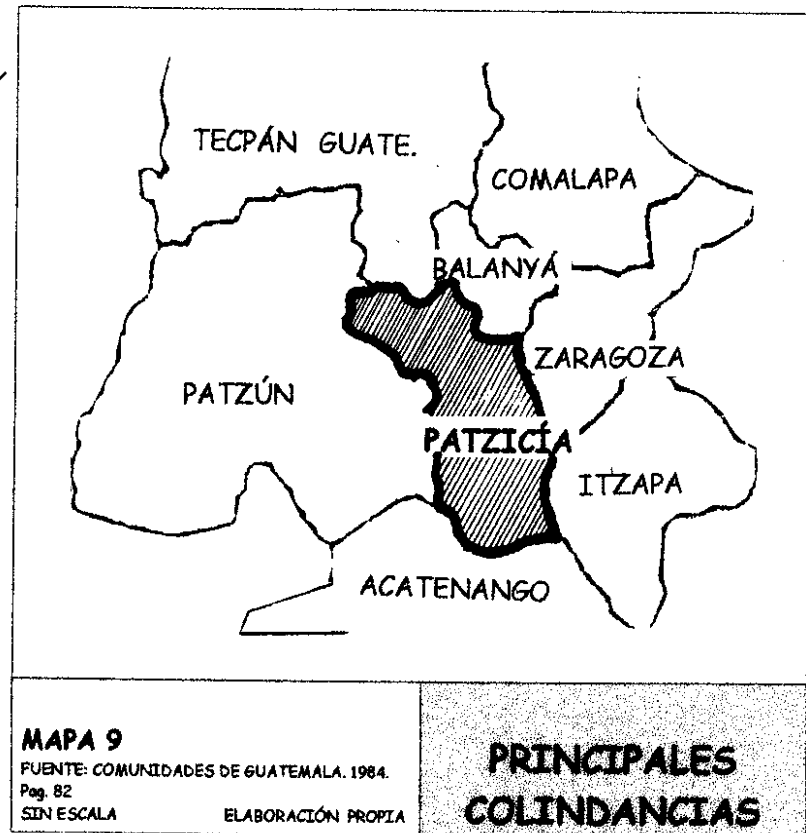 TECPÁN GUATE.
COMALAPA
BALANYÁ
ZARAGOZA
PATZÚN
PATZICÍA
ITZAPA
ACATENANGO
MAPA 9
FUENTE: COMUNIDADES DE GUATEMALA. 1984.
Pag. 82
SIN ESCALA ELABORACIÓN PROPIA
PRINCIPALES
COLINDANCIAS